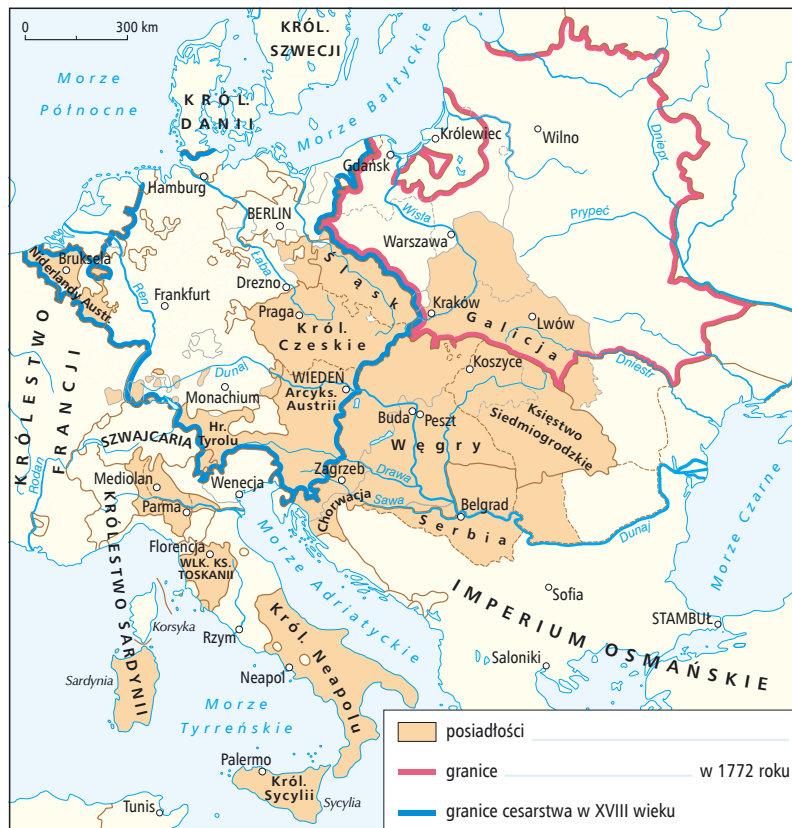 0 300 km
KRÓL.
SZWECJI
Morze
Północne
KRÓL.
DANII
Morze Bałtyckie
Królewiec
Wilno
Dniepr
Gdańsk
Hamburg
BERLIN
Wisła
Prypeć
Warszawa
Bruksela
Niderlandy Austr.
Ren
Łaba
Śląsk
Drezno
Frankfurt
Praga
Król.
Czeskie
Kraków
Lwów
Galicja
Dniestr
KRÓLESTWO
FRANCJI
Dunaj
WIEDEŃ
Arcyks.
Austrii
Koszyce
Monachium
Buda
Peszt
Księstwo
Siedmiogrodzkie
Hr.
Tyrolu
Węgry
SZWAJCARIA
Rodan
Zagrzeb
Drawa
Mediolan
Wenecja
Sawa
Chorwacja
Belgrad
Parma
Serbia
Dunaj
Morze Czarne
KRÓLESTWO SARDYNII
Florencja
WLK. KS.
TOSKANII
Morze Adriatyckie
Sofia
IMPERIUM OSMAŃSKIE
STAMBUŁ
Korsyka
Rzym
Król. Neapolu
Saloniki
Sardynia
Neapol
Morze
Tyrreńskie
Palermo
Król.
Sycylii
Sycylia
Tunis
posiadłości
granice w 1772 roku
granice cesarstwa w XVIII wieku